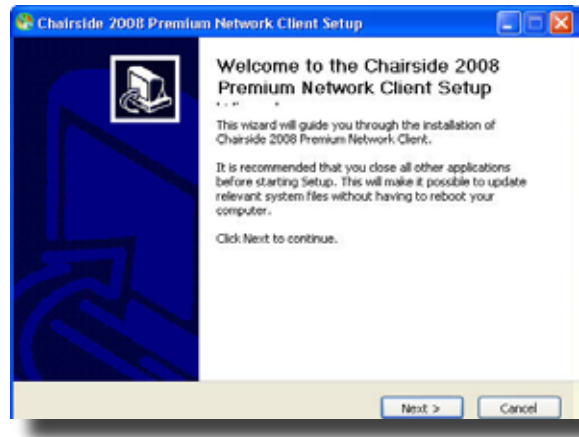 Chairside 2008 Premium Network Client Setup
Welcome to the Chairside 2008
Premium Network Client Setup
This wizard will guide you through the installation of
Chairside 2008 Premium Network Client.
It is recommended that you close all other applications
before starting Setup. This will make it possible to update
relevant system files without having to reboot your
computer.
Click Next to continue.
Next >
Cancel